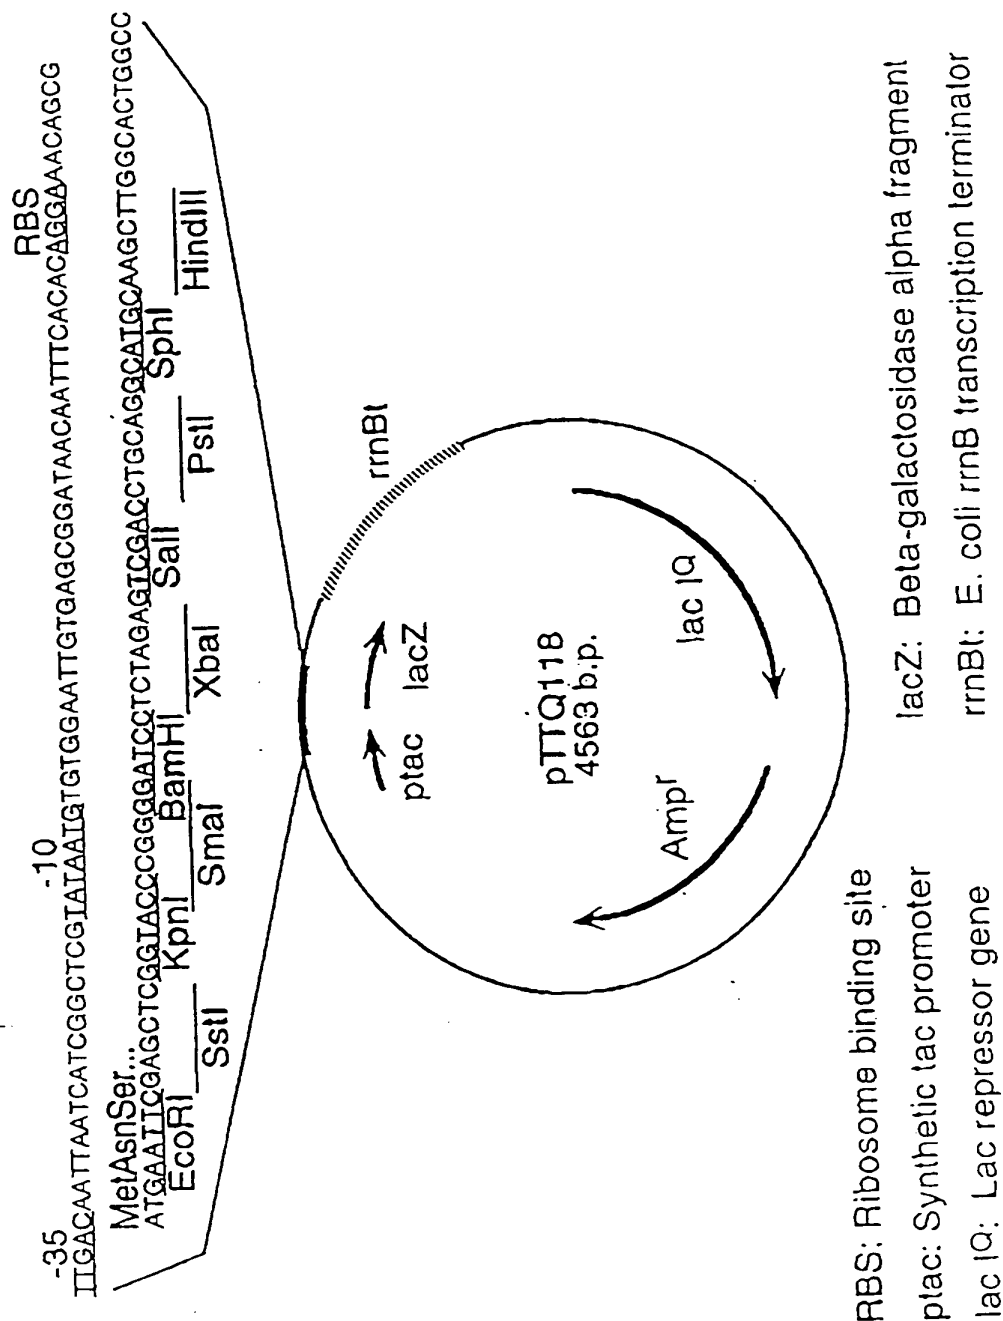 -35 -10 RBS
TTGACAATTAATCATCGGCTCGTATAATGTGTGGAATTGTGAGCGGATAACAATTTCACACAGGAAACAGCG
MetAsnSer...
ATGAATTCGAGCTCGGTACCCGGGGATCCTCTAGAGTCGACCTGCAGGCATGCAAGCTTGGCACTGGCC
EcoRI KpnI BamHI SalI SphI
SstI SmaI XbaI PstI HindIII
ptac lacZ rrnBt
pTTQ118
4563 b.p.
Ampr lac IQ
RBS: Ribosome binding site
ptac: Synthetic tac promoter
lac IQ: Lac repressor gene
lacZ: Beta-galactosidase alpha fragment
rrnBt: E. coli rrnB transcription terminator